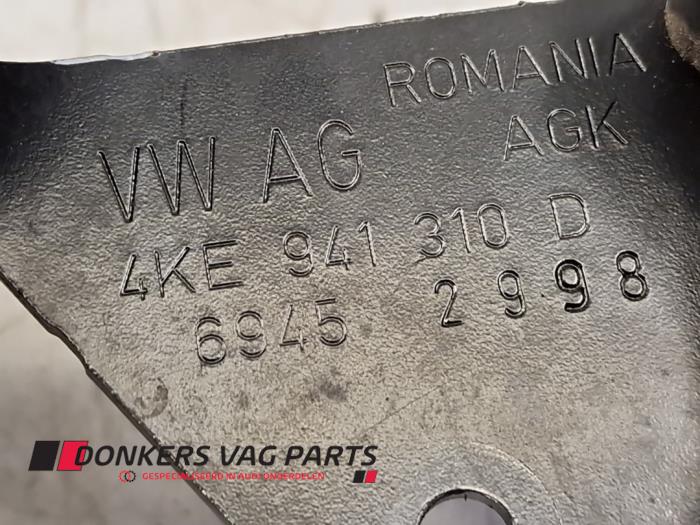 ROMANIA
VW AG AGK
4KE 941 310 D
6945 2998
DONKERS VAG PARTS
GESPECIALISEERD IN AUDI ONDERDELEN